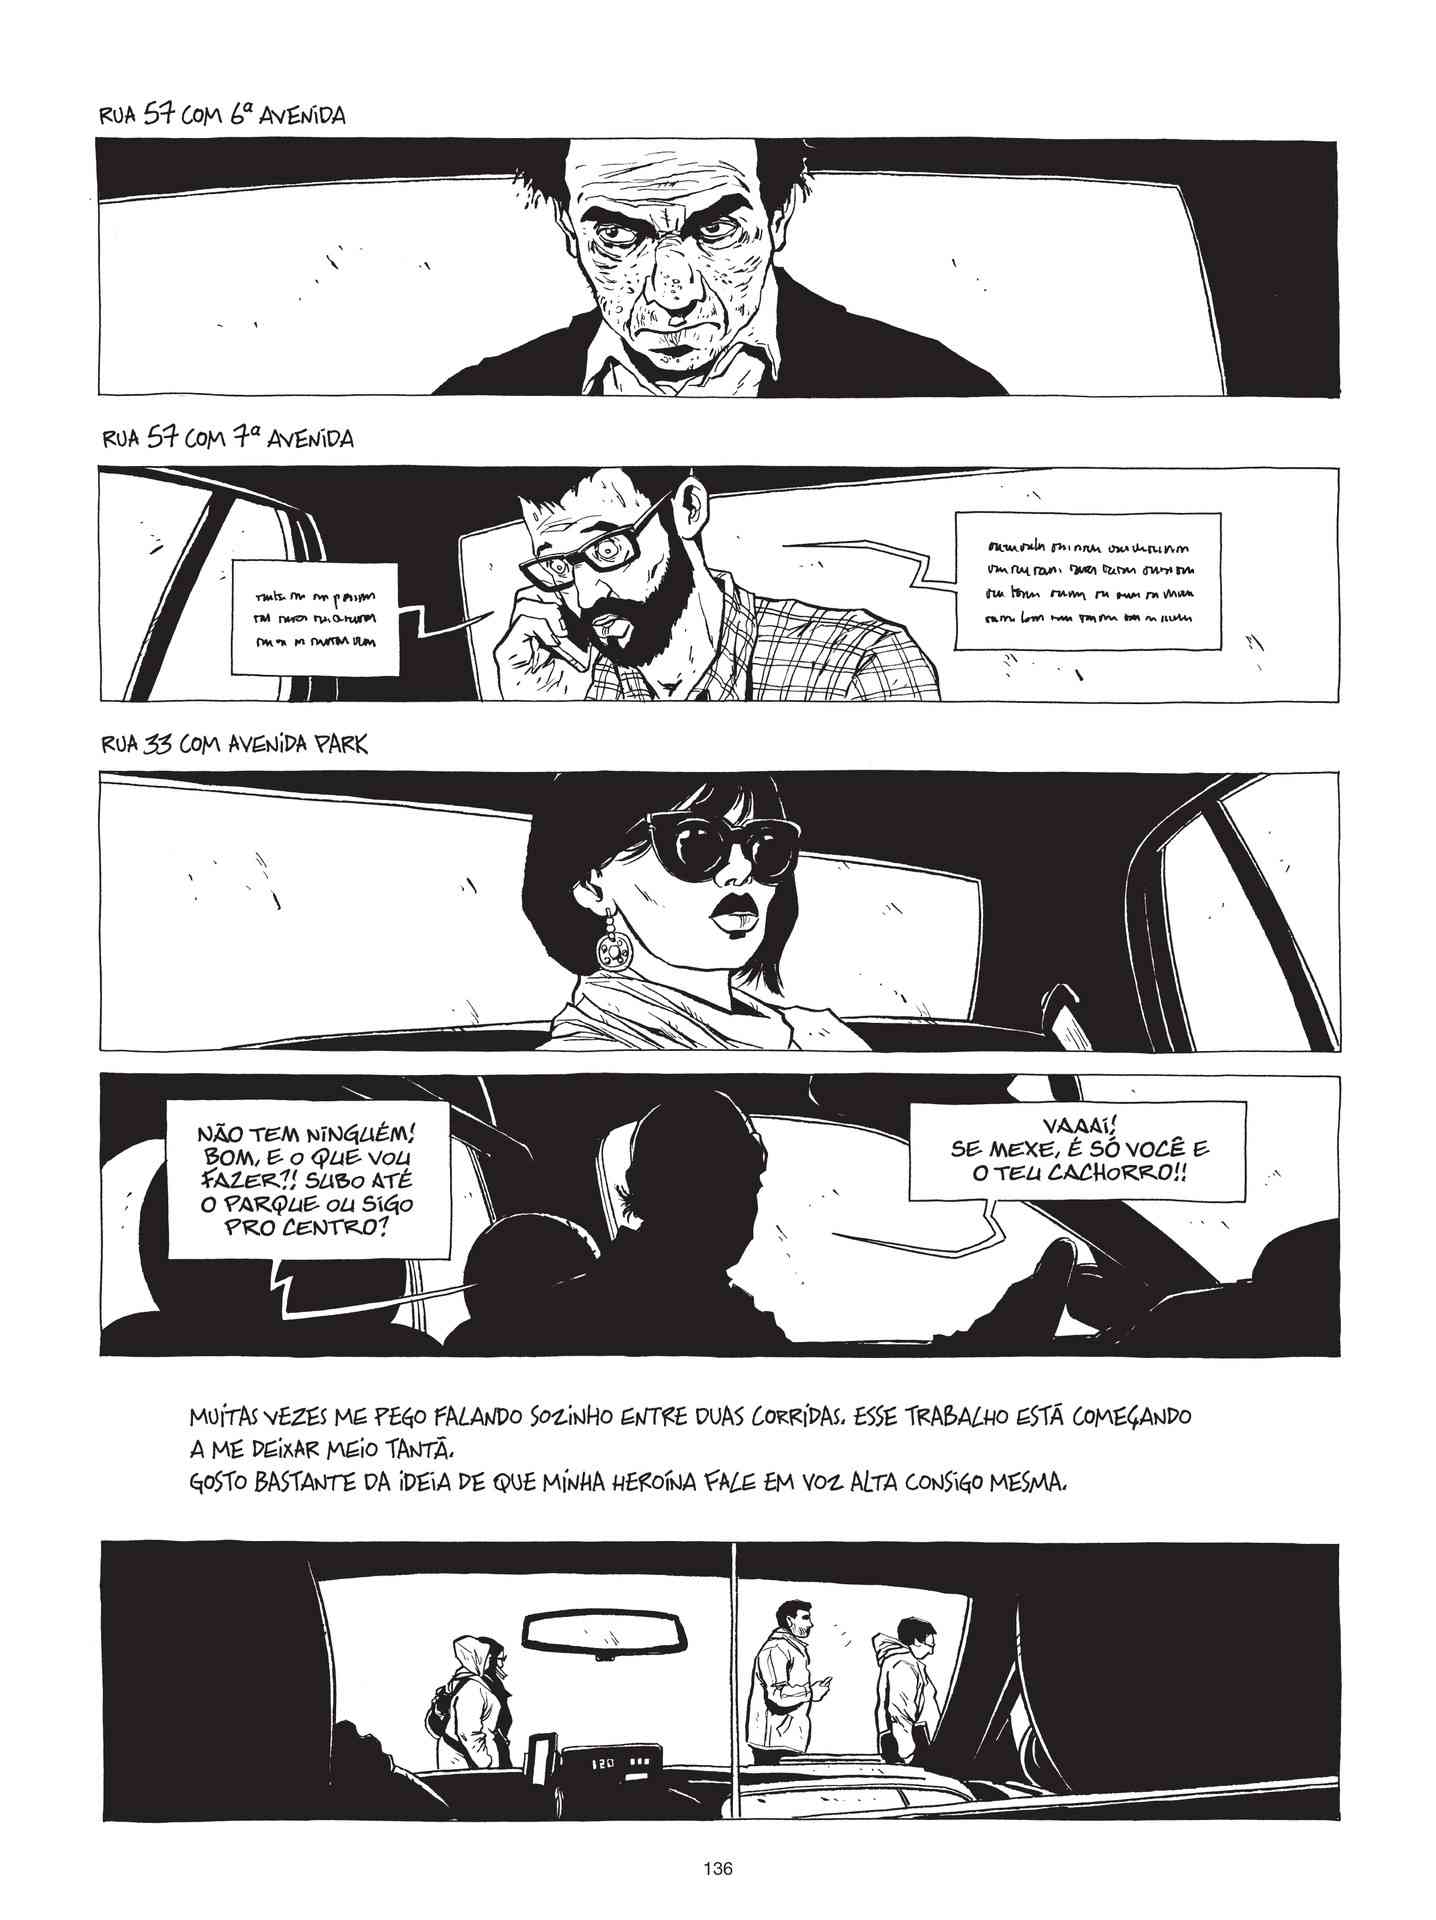 RUA 57 COM 6ª AVENIDA
RUA 57 COM 7ª AVENIDA
RUA 33 COM AVENIDA PARK
NÃO TEM NINGUÉM!
BOM, E O QUE VOU
FAZER?! SUBO ATÉ
O PARQUE OU SIGO
PRO CENTRO?
VAAAI!
SE MEXE, É SÓ VOCÊ E
O TEU CACHORRO!!
MUITAS VEZES ME PEGO FALANDO SOZINHO ENTRE DUAS CORRIDAS. ESSE TRABALHO ESTÁ COMEÇANDO
A ME DEIXAR MEIO TANTÃ.
GOSTO BASTANTE DA IDEIA DE QUE MINHA HEROÍNA FALE EM VOZ ALTA CONSIGO MESMA.
120
136